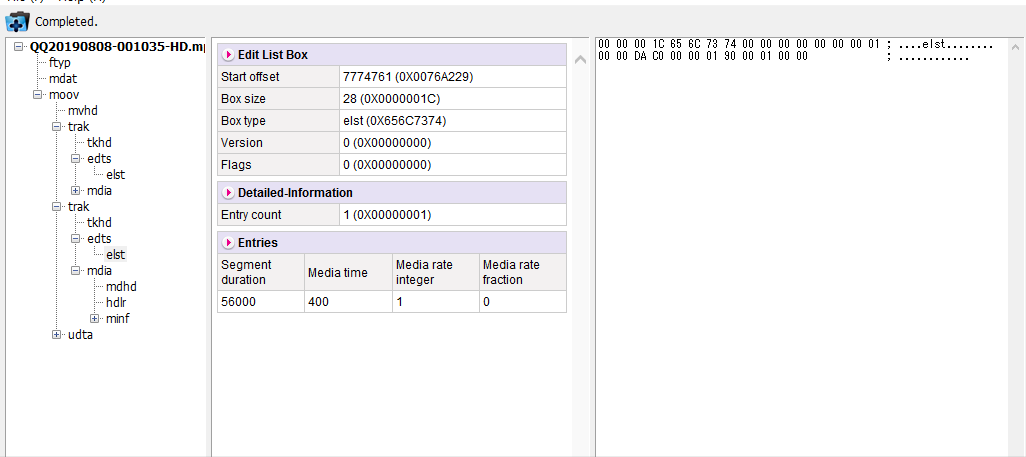 Completed.
QQ20190808-001035-HD.m
ftyp
mdat
moov
mvhd
trak
tkhd
edts
elst
mdia
trak
tkhd
edts
elst
mdia
mdhd
hdlr
minf
udta
Edit List Box
Start offset 7774761 (0X0076A229)
Box size 28 (0X0000001C)
Box type elst (0X656C7374)
Version 0 (0X00000000)
Flags 0 (0X00000000)
Detailed-Information
Entry count 1 (0X00000001)
Entries
Segment duration Media time Media rate integer Media rate fraction
56000 400 1 0
00 00 00 1C 65 6C 73 74 00 00 00 00 00 00 00 01 ; ....elst........
00 00 DA C0 00 00 01 90 00 01 00 00 ; ............